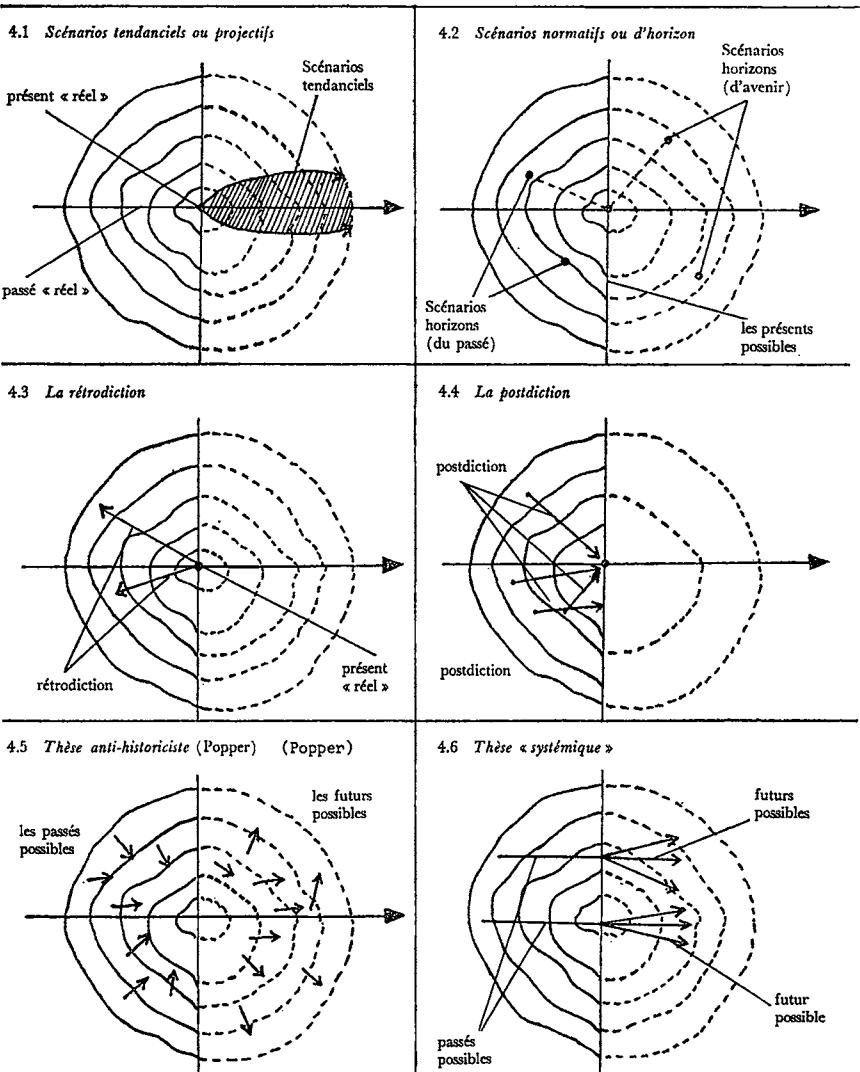 4.1 Scénarios tendanciels ou projectifs
Scénarios
tendanciels
présent « réel »
passé « réel »
4.2 Scénarios normatifs ou d'horizon
Scénarios
horizons
(d'avenir)
Scénarios
horizons
(du passé)
les présents
possibles
4.3 La rétrodiction
rétrodiction
présent
« réel »
4.4 La postdiction
postdiction
postdiction
4.5 Thèse anti-historiciste (Popper) (Popper)
les futurs
possibles
les passés
possibles
4.6 Thèse « systémique »
futurs
possibles
futur
possible
passés
possibles